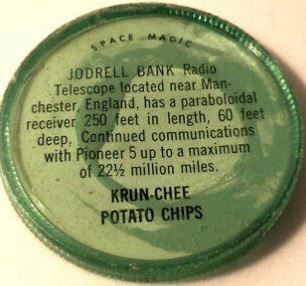 SPACE MAGIC
JODRELL BANK Radio
Telescope located near Man-
chester, England, has a paraboloidal
receiver 250 feet in length, 60 feet
deep. Continued communications
with Pioneer 5 up to a maximum
of 22½ million miles.
KRUN-CHEE
POTATO CHIPS